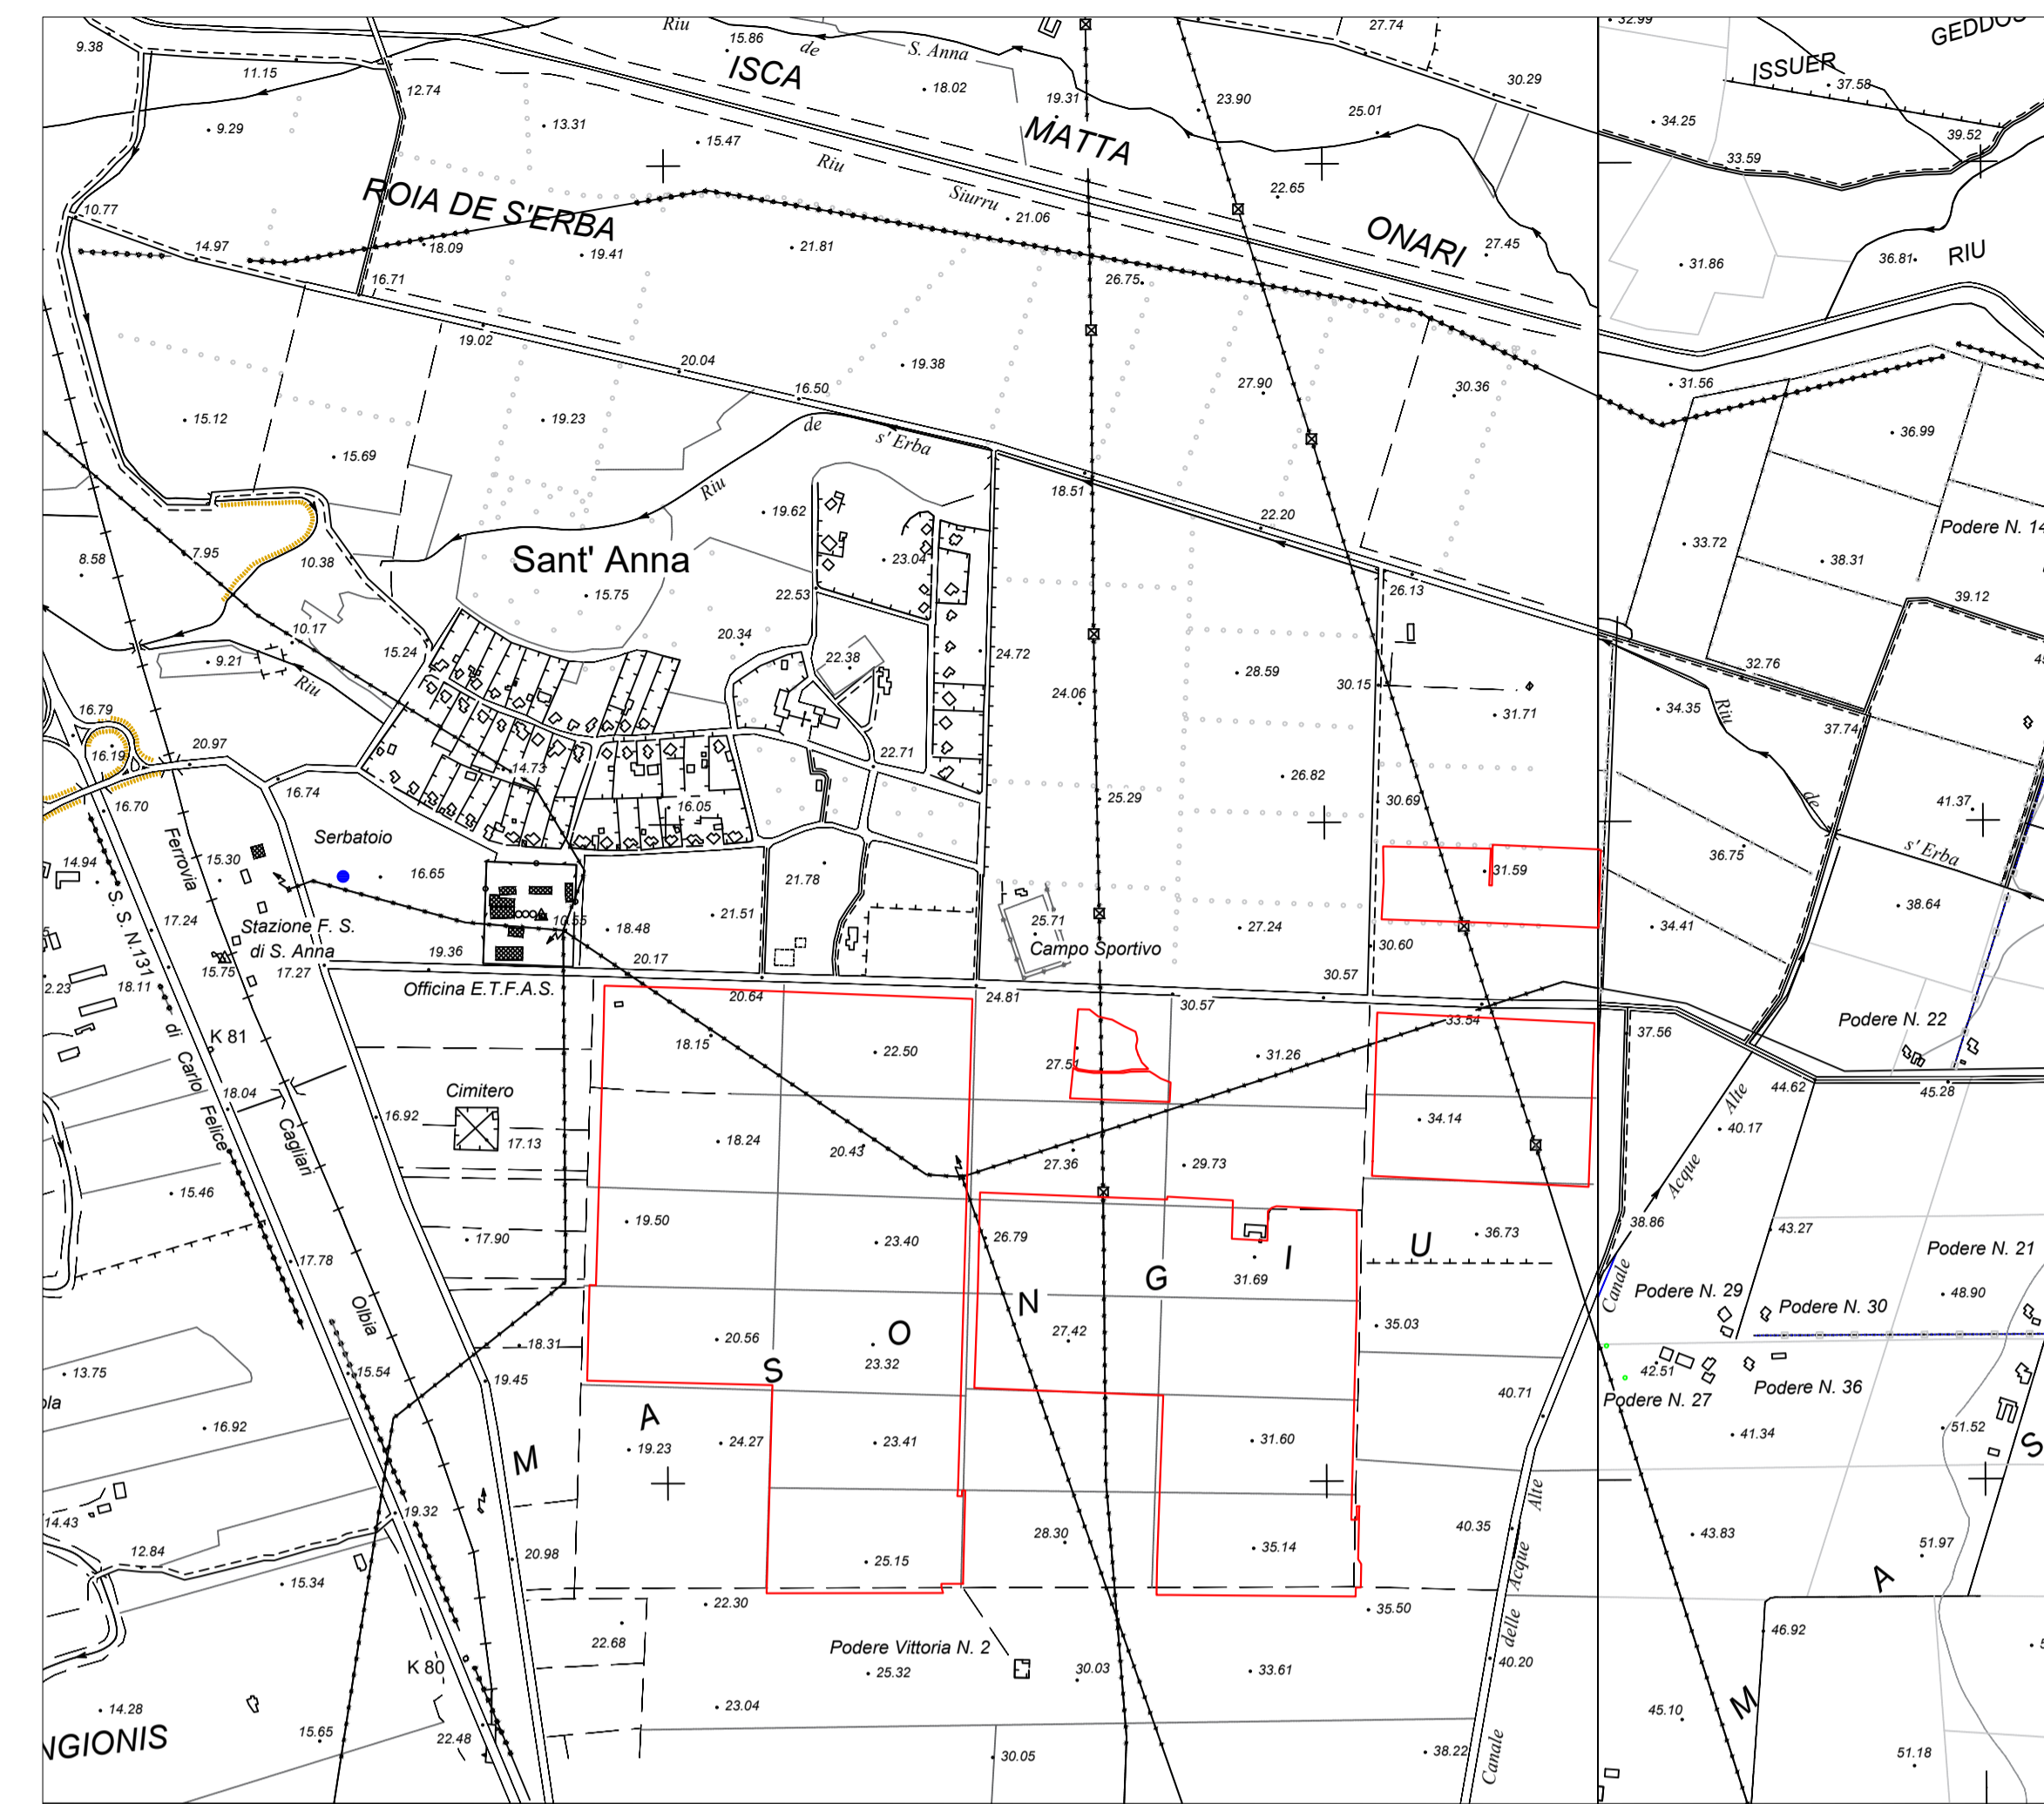 Riu
9.38
15.86
de
S. Anna
27.74
32.99
11.15
ISCA
18.02
30.29
ISSUER
37.58
12.74
19.31
23.90
25.01
9.29
13.31
15.47
MATTA
34.25
39.52
Riu
33.59
ROIA DE S'ERBA
Siurru
22.65
10.77
21.06
ONARI
14.97
18.09
19.41
21.81
27.45
31.86
36.81
RIU
16.71
26.75
19.02
20.04
19.38
16.50
27.90
30.36
31.56
15.12
19.23
de
s' Erba
36.99
15.69
Riu
18.51
19.62
22.20
Podere N. 14
7.95
8.58
10.38
Sant' Anna
23.04
33.72
38.31
15.75
22.53
26.13
39.12
10.17
20.34
15.24
9.21
22.38
24.72
32.76
Riu
28.59
30.15
24.06
16.79
31.71
34.35
Riu
37.74
20.97
16.19
22.71
14.73
26.82
16.74
16.70
16.05
25.29
30.69
de
41.37
Serbatoio
Ferrovia
14.94
15.30
16.65
21.78
31.59
36.75
s' Erba
17.24
S. S. N.131
Stazione F. S.
di S. Anna
10.55
18.48
21.51
25.71
27.24
34.41
38.64
Campo Sportivo
30.60
19.36
20.17
15.75
17.27
30.57
18.11
2.23
Officina E.T.F.A.S.
20.64
24.81
30.57
di
K 81
18.15
22.50
33.54
37.56
Podere N. 22
27.51
31.26
Carlo
Cimitero
44.62
45.28
18.04
Felice
16.92
Alte
Cagliari
17.13
18.24
20.43
34.14
40.17
27.36
29.73
Acque
15.46
19.50
17.90
23.40
26.79
36.73
38.86
43.27
U
I
Podere N. 21
17.78
31.69
G
Canale
Podere N. 29
48.90
Olbia
N
Podere N. 30
O
20.56
27.42
35.03
18.31
23.32
S
13.75
15.54
19.45
42.51
Podere N. 36
40.71
Podere N. 27
A
16.92
19.23
24.27
23.41
31.60
41.34
51.52
M
S
Alte
14.43
19.32
28.30
40.35
43.83
12.84
20.98
25.15
35.14
Acque
51.97
15.34
A
22.30
35.50
delle
22.68
Podere Vittoria N. 2
46.92
K 80
25.32
30.03
33.61
40.20
14.28
23.04
M
45.10
NGIONIS
15.65
22.48
30.05
38.22
Canale
51.18